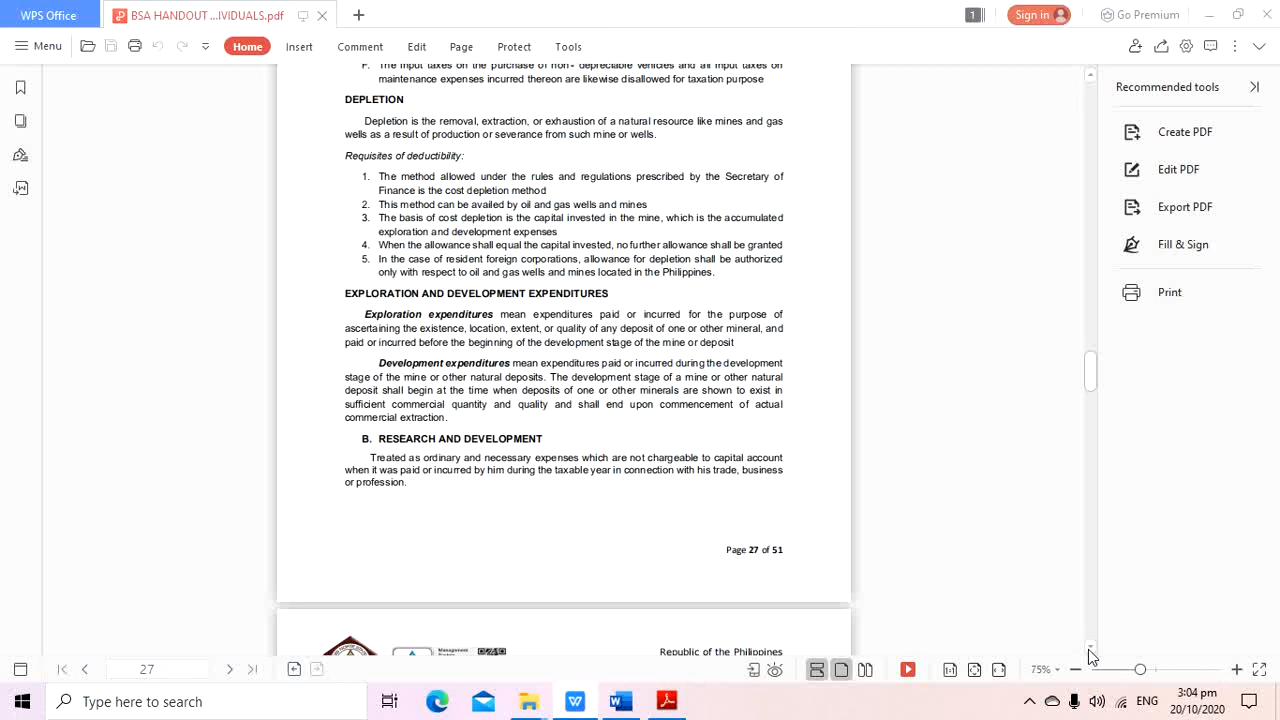 WPS Office
BSA HANDOUT ...IVIDUALS.pdf
1
Sign in
Go Premium
Menu
Home
Insert
Comment
Edit
Page
Protect
Tools
F. The input taxes on the purchase of non- depreciable vehicles and all input taxes on
maintenance expenses incurred thereon are likewise disallowed for taxation purpose
DEPLETION
Depletion is the removal, extraction, or exhaustion of a natural resource like mines and gas
wells as a result of production or severance from such mine or wells.
Requisites of deductibility:
1. The method allowed under the rules and regulations prescribed by the Secretary of
Finance is the cost depletion method
2. This method can be availed by oil and gas wells and mines
3. The basis of cost depletion is the capital invested in the mine, which is the accumulated
exploration and development expenses
4. When the allowance shall equal the capital invested, no further allowance shall be granted
5. In the case of resident foreign corporations, allowance for depletion shall be authorized
only with respect to oil and gas wells and mines located in the Philippines.
EXPLORATION AND DEVELOPMENT EXPENDITURES
Exploration expenditures mean expenditures paid or incurred for the purpose of
ascertaining the existence, location, extent, or quality of any deposit of one or other mineral, and
paid or incurred before the beginning of the development stage of the mine or deposit
Development expenditures mean expenditures paid or incurred during the development
stage of the mine or other natural deposits. The development stage of a mine or other natural
deposit shall begin at the time when deposits of one or other minerals are shown to exist in
sufficient commercial quantity and quality and shall end upon commencement of actual
commercial extraction.
B. RESEARCH AND DEVELOPMENT
Treated as ordinary and necessary expenses which are not chargeable to capital account
when it was paid or incurred by him during the taxable year in connection with his trade, business
or profession.
Page 27 of 51
Management
Republic of the Philippines
Recommended tools
Create PDF
Edit PDF
Export PDF
Fill & Sign
Print
27
75%
Type here to search
ENG
3:04 pm
20/10/2020